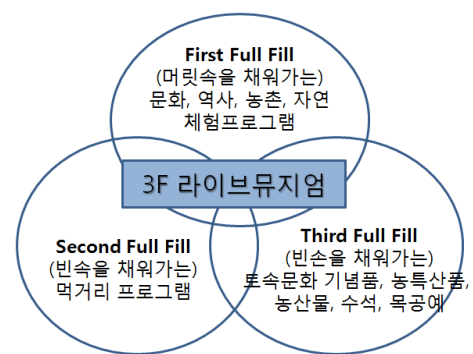 First Full Fill
(머릿속을 채워가는)
문화, 역사, 농촌, 자연
체험프로그램
3F 라이브뮤지엄
Second Full Fill
(빈속을 채워가는)
먹거리 프로그램
Third Full Fill
(빈손을 채워가는)
토속문화 기념품, 농특산품,
농산물, 수석, 목공예